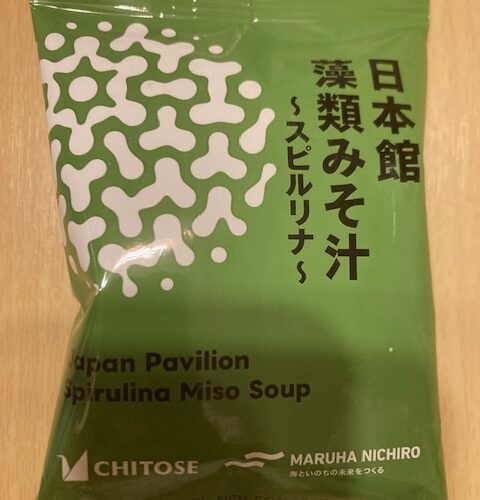 日本館
藻類みそ汁
～スピルリナ～
Japan Pavilion
Spirulina Miso Soup
CHITOSE
MARUHA NICHIRO
海といのちの未来をつくる